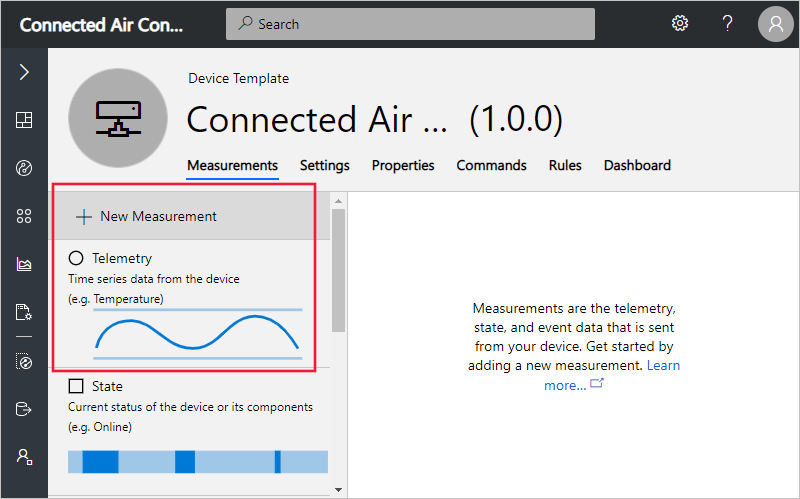 Connected Air Con...
Search
?
Device Template
Connected Air ... (1.0.0)
Measurements Settings Properties Commands Rules Dashboard
New Measurement
Telemetry
Time series data from the device
(e.g. Temperature)
State
Current status of the device or its components
(e.g. Online)
Measurements are the telemetry,
state, and event data that is sent
from your device. Get started by
adding a new measurement. Learn
more...